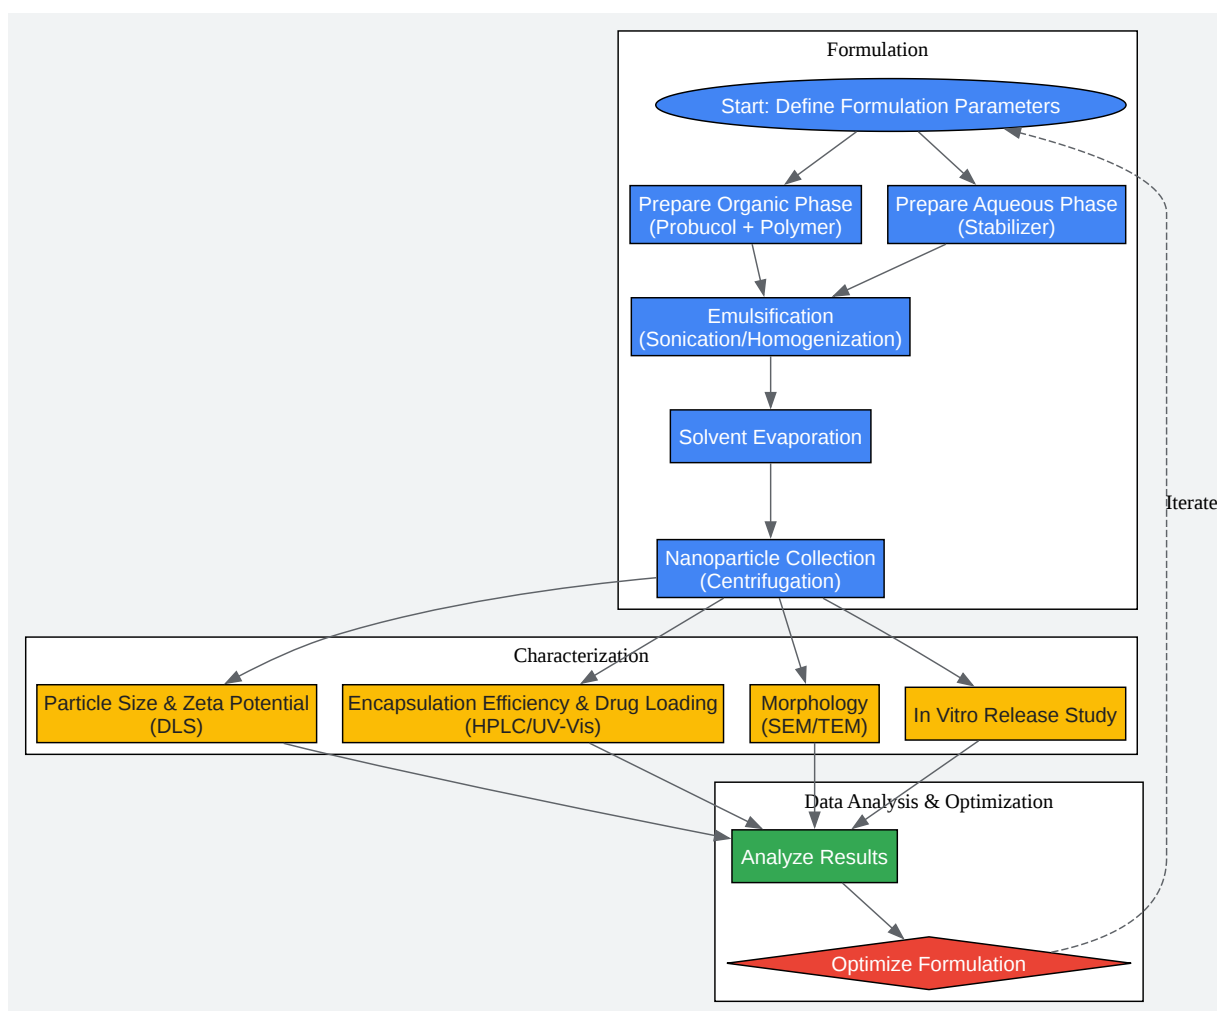 Formulation
Start: Define Formulation Parameters
Prepare Organic Phase
(Probucol + Polymer)
Prepare Aqueous Phase
(Stabilizer)
Emulsification
(Sonication/Homogenization)
Solvent Evaporation
Iterate
Nanoparticle Collection
(Centrifugation)
Characterization
Particle Size & Zeta Potential
(DLS)
Encapsulation Efficiency & Drug Loading
(HPLC/UV-Vis)
Morphology
(SEM/TEM)
In Vitro Release Study
Data Analysis & Optimization
Analyze Results
Optimize Formulation